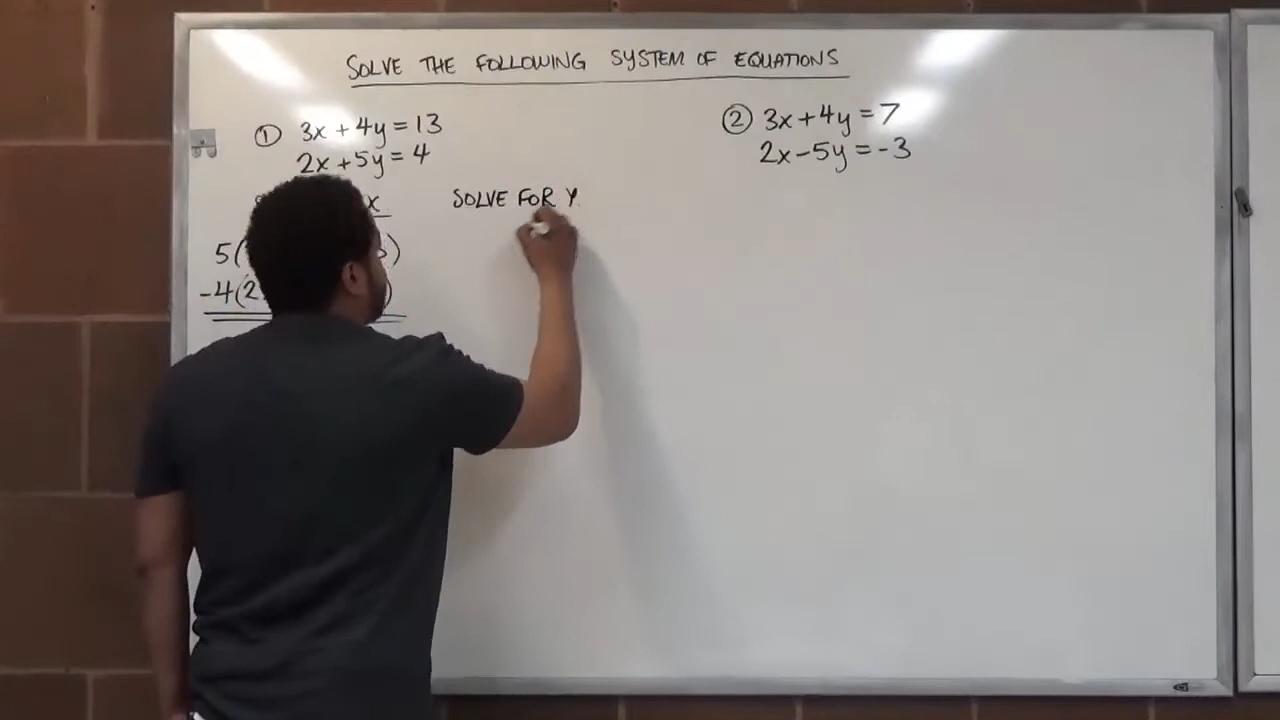 SOLVE THE FOLLOWING SYSTEM OF EQUATIONS
① 3x + 4y = 13
2x + 5y = 4
x
5(
)
-4(2
)
SOLVE FOR Y
② 3x + 4y = 7
2x - 5y = -3